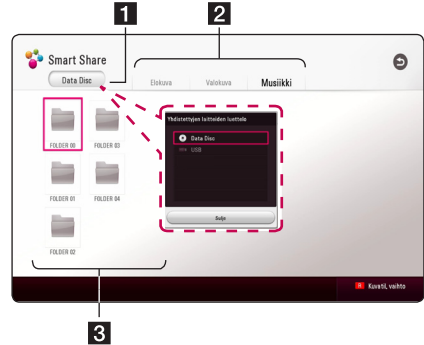 1
2
Smart Share
Data Disc
Elokuva
Valokuva
Musiikki
Yhdistettyjen laitteiden luettelo
Data Disc
USB
Sulje
FOLDER 00
FOLDER 03
FOLDER 01
FOLDER 04
FOLDER 02
R Kuvatil, vaihto
3